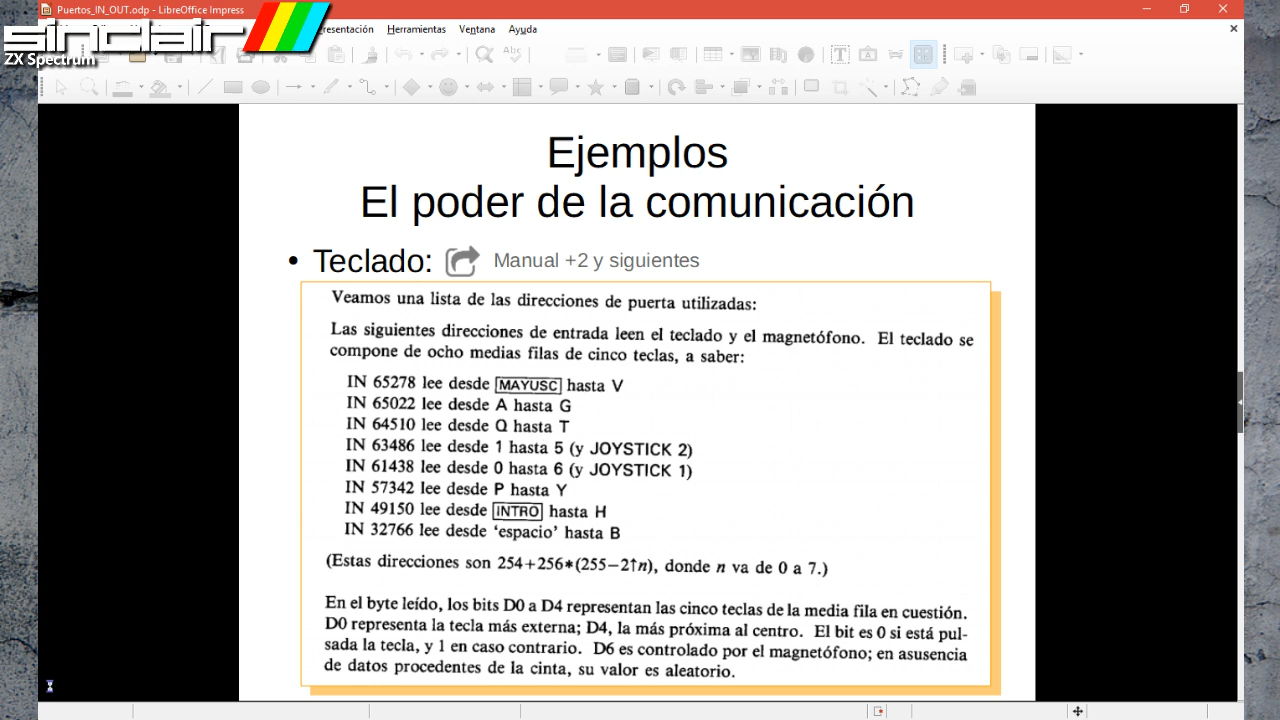 Puertos_IN_OUT.odp - LibreOffice Impress
sinclair
ZX Spectrum
Herramientas Ventana Ayuda
Ejemplos
El poder de la comunicación
• Teclado: Manual +2 y siguientes
Veamos una lista de las direcciones de puerta utilizadas:
Las siguientes direcciones de entrada leen el teclado y el magnetófono. El teclado se
compone de ocho medias filas de cinco teclas, a saber:
IN 65278 lee desde MAYUSC hasta V
IN 65022 lee desde A hasta G
IN 64510 lee desde Q hasta T
IN 63486 lee desde 1 hasta 5 (y JOYSTICK 2)
IN 61438 lee desde 0 hasta 6 (y JOYSTICK 1)
IN 57342 lee desde P hasta Y
IN 49150 lee desde INTRO hasta H
IN 32766 lee desde ‘espacio’ hasta B
(Estas direcciones son 254+256*(255−2↑n), donde n va de 0 a 7.)
En el byte leído, los bits D0 a D4 representan las cinco teclas de la media fila en cuestión.
D0 representa la tecla más externa; D4, la más próxima al centro. El bit es 0 si está pul-
sada la tecla, y 1 en caso contrario. D6 es controlado por el magnetófono; en asusencia
de datos procedentes de la cinta, su valor es aleatorio.